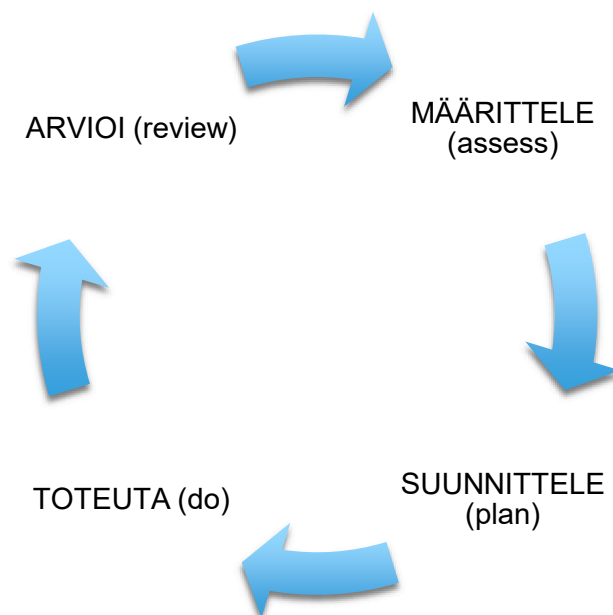 ARVIOI (review)
MÄÄRITTELE
(assess)
SUUNNITTELE
(plan)
TOTEUTA (do)